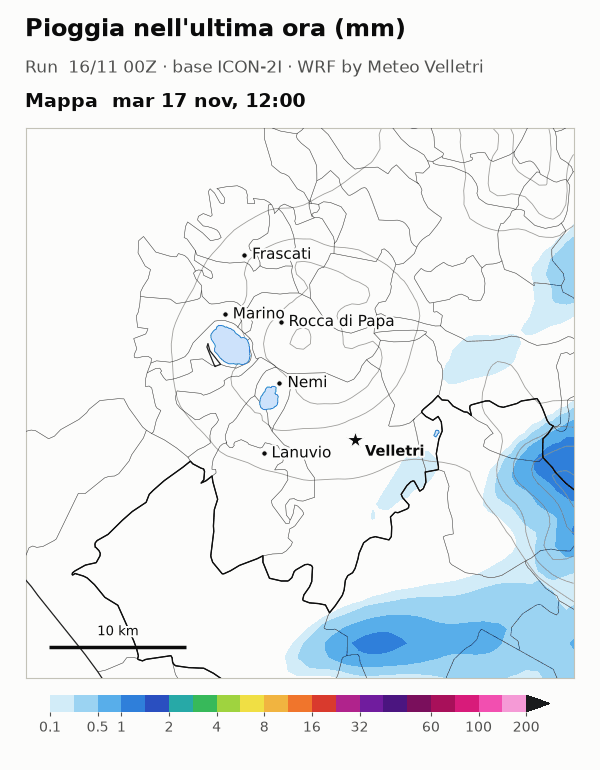 Pioggia nell'ultima ora (mm)
Run  16/11 00Z · base ICON-2I · WRF by Meteo Velletri
Mappa  mar 17 nov, 12:00
Frascati
Marino
Rocca di Papa
Nemi
Velletri
Lanuvio
10 km
0.1 0.5 1 2 4 8 16 32 60 100 200